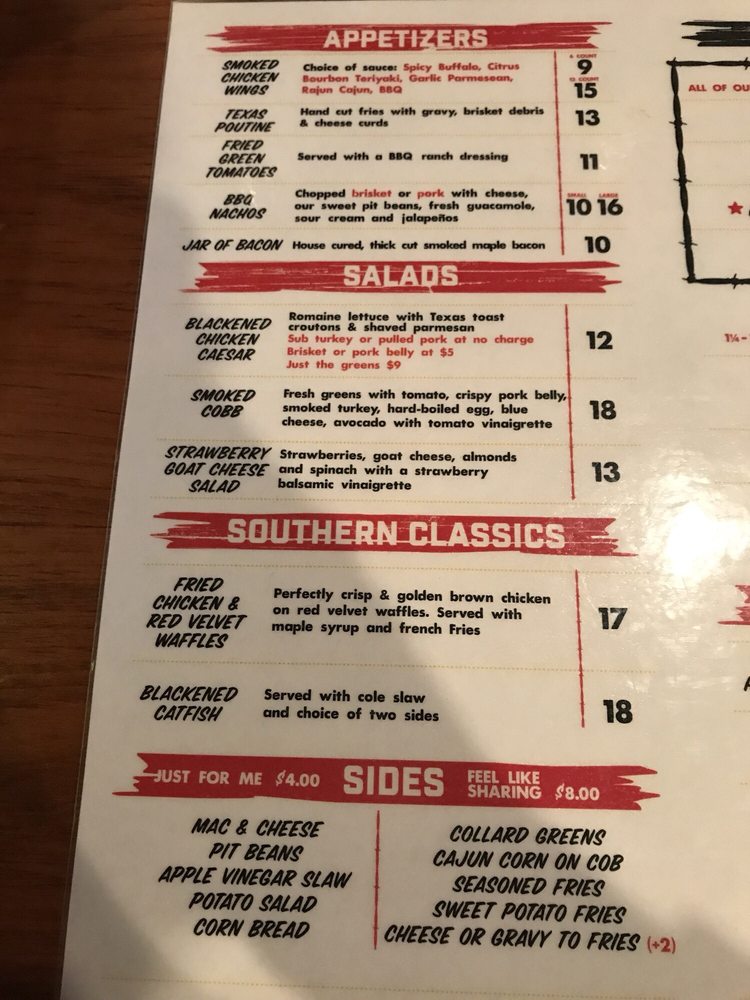 APPETIZERS
SMOKED CHICKEN WINGS
Choice of sauce: Spicy Buffalo, Citrus
Bourbon Teriyaki, Garlic Parmesean,
Rajun Cajun, BBQ
6 COUNT
9
12 COUNT
15
TEXAS POUTINE
Hand cut fries with gravy, brisket debris
& cheese curds
13
FRIED GREEN TOMATOES
Served with a BBQ ranch dressing
11
BBQ NACHOS
Chopped brisket or pork with cheese,
our sweet pit beans, fresh guacamole,
sour cream and jalapeños
SMALL LARGE
10 16
JAR OF BACON House cured, thick cut smoked maple bacon 10
SALADS
BLACKENED CHICKEN CAESAR
Romaine lettuce with Texas toast
croutons & shaved parmesan
Sub turkey or pulled pork at no charge
Brisket or pork belly at $5
Just the greens $9
12
SMOKED COBB
Fresh greens with tomato, crispy pork belly,
smoked turkey, hard-boiled egg, blue
cheese, avocado with tomato vinaigrette
18
STRAWBERRY GOAT CHEESE SALAD
Strawberries, goat cheese, almonds
and spinach with a strawberry
balsamic vinaigrette
13
SOUTHERN CLASSICS
FRIED CHICKEN & RED VELVET WAFFLES
Perfectly crisp & golden brown chicken
on red velvet waffles. Served with
maple syrup and french Fries
17
BLACKENED CATFISH
Served with cole slaw
and choice of two sides
18
JUST FOR ME $4.00 SIDES FEEL LIKE SHARING $8.00
MAC & CHEESE
PIT BEANS
APPLE VINEGAR SLAW
POTATO SALAD
CORN BREAD
COLLARD GREENS
CAJUN CORN ON COB
SEASONED FRIES
SWEET POTATO FRIES
CHEESE OR GRAVY TO FRIES (+2)
ALL OF OU
1¼-